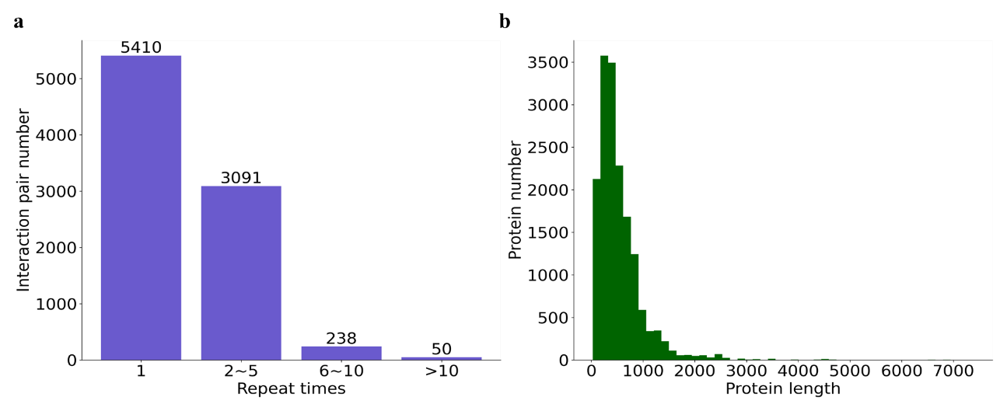 a
5410
3091
238
50
5000
4000
3000
2000
1000
0
Interaction pair number
1 2~5 6~10 >10
Repeat times
b
3500
3000
2500
2000
1500
1000
500
0
Protein number
0 1000 2000 3000 4000 5000 6000 7000
Protein length